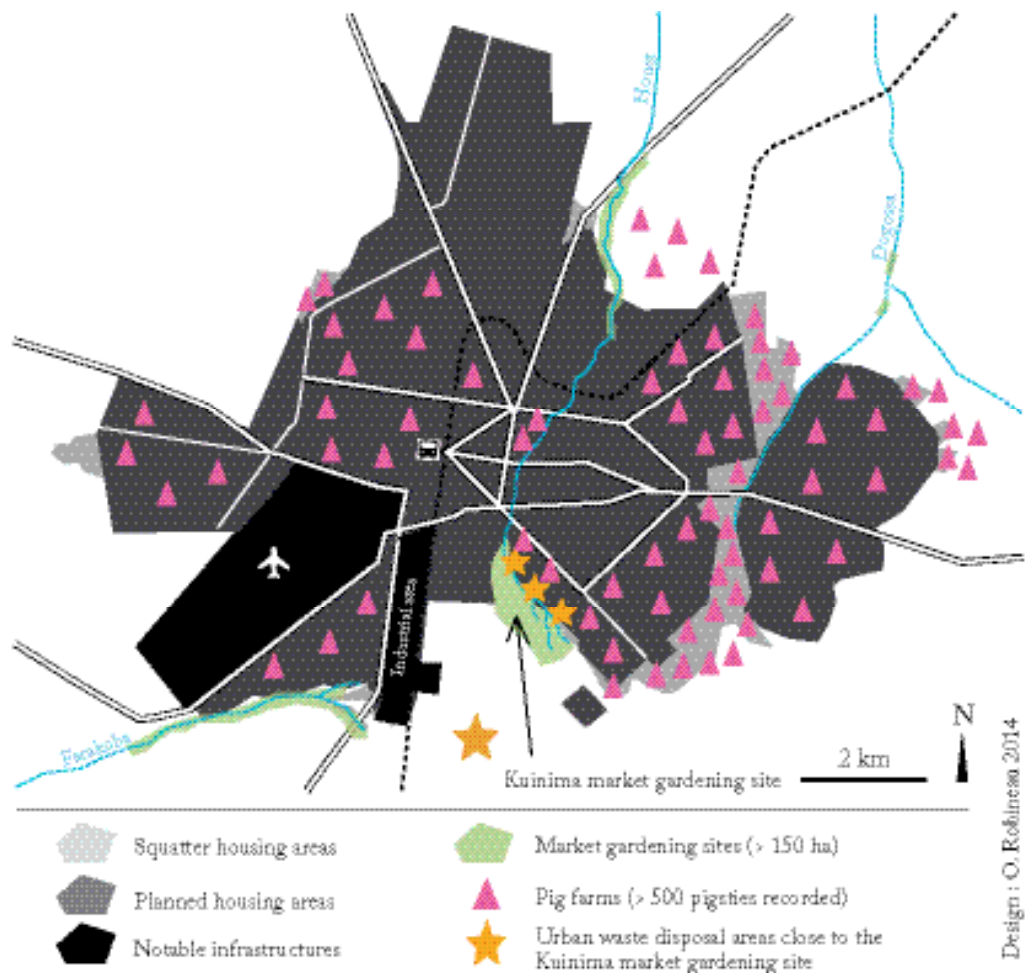 Houng
Dogossa
Industrial area
Farakoba
N
2 km
Kuinima market gardening site
Design : O. Robineau 2014
Squatter housing areas
Market gardening sites (> 150 ha)
Planned housing areas
Pig farms (> 500 pigsties recorded)
Notable infrastructures
Urban waste disposal areas close to the
Kuinima market gardening site